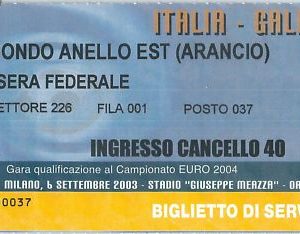 ITALIA - GALL
ONDO ANELLO EST (ARANCIO)
SERA FEDERALE
ETTORE 226 FILA 001 POSTO 037
INGRESSO CANCELLO 40
Gara qualificazione al Campionato EURO 2004
MILANO, 6 SETTEMBRE 2003 - STADIO "GIUSEPPE MEAZZA" - OR
0037 BIGLIETTO DI SERV